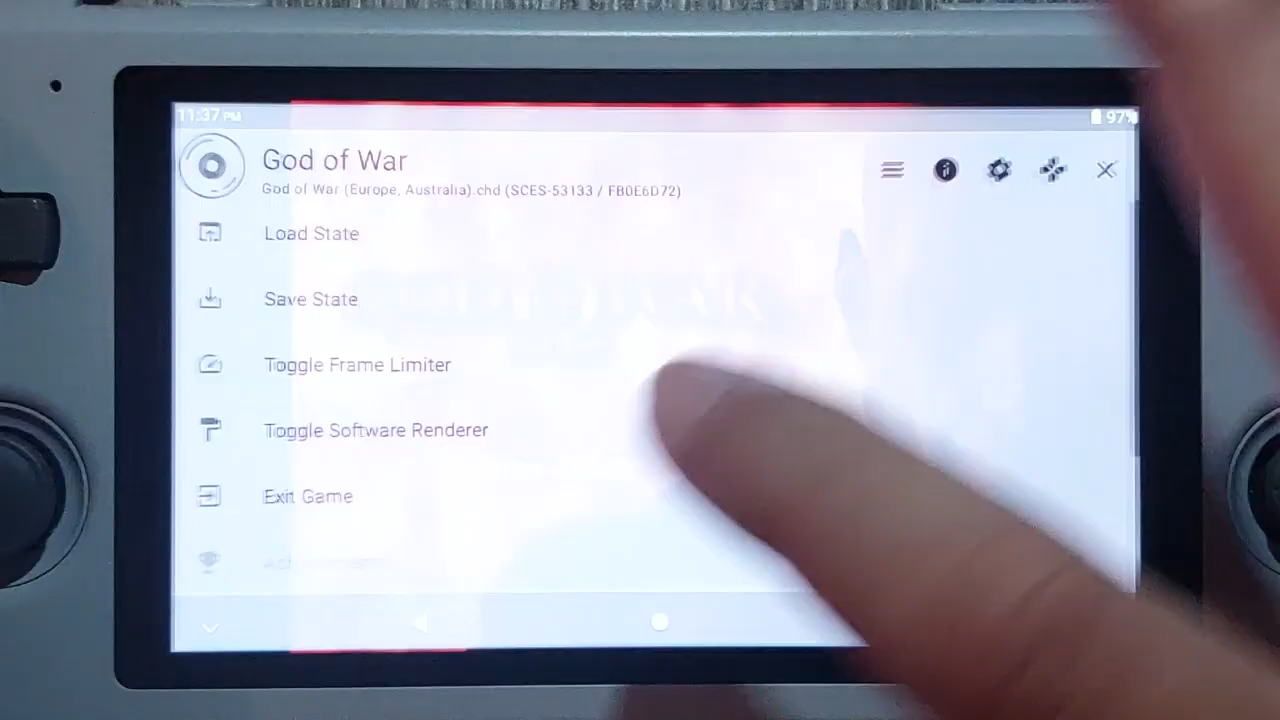 11:37 PM
97%
God of War
God of War (Europe, Australia).chd (SCES-53133 / FB0E6D72)
Load State
Save State
Toggle Frame Limiter
Toggle Software Renderer
Exit Game